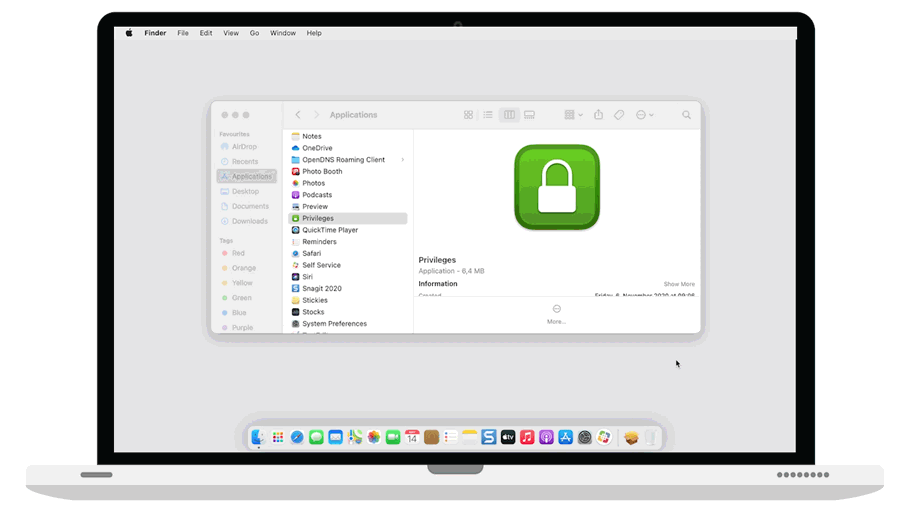 Finder File Edit View Go Window Help
Applications
Favourites
AirDrop
Recents
Applications
Desktop
Documents
Downloads
Tags
Red
Orange
Yellow
Green
Blue
Purple
Notes
OneDrive
OpenDNS Roaming Client
Photo Booth
Photos
Podcasts
Preview
Privileges
QuickTime Player
Reminders
Safari
Self Service
Siri
Snagit 2020
Stickies
Stocks
System Preferences
Privileges
Application - 6,4 MB
Information Show More
Created Friday, 6. November 2020 at 09:06
More...
tv
14